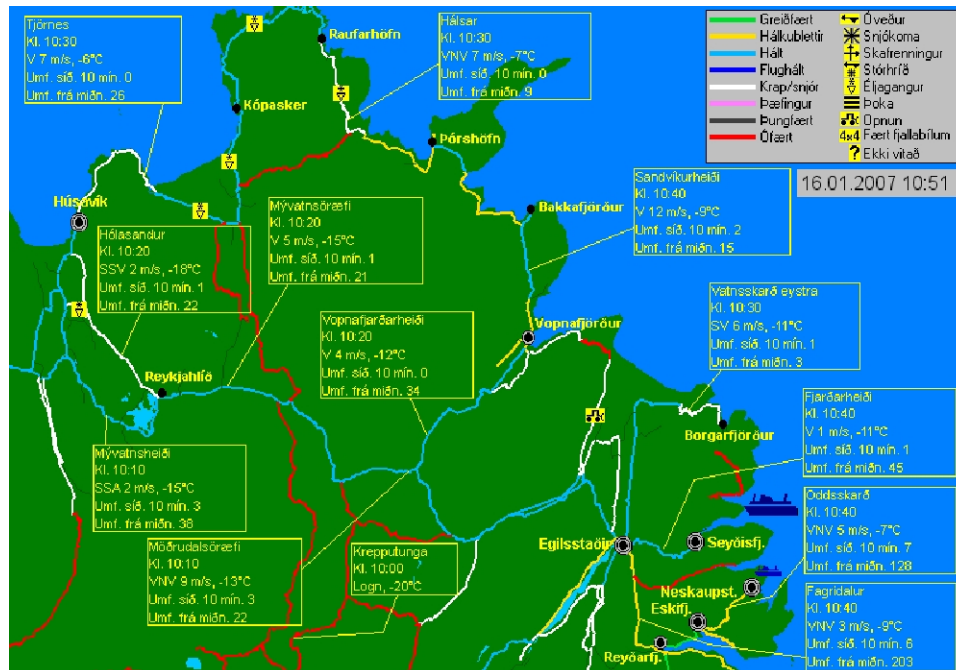 Tjörnes
Kl. 10:30
V 7 m/s, -6°C
Umf. síð. 10 mín. 0
Umf. frá miðn. 26
Raufarhöfn
Hálsar
Kl. 10:30
VNV 7 m/s, -7°C
Umf. síð. 10 mín. 0
Umf. frá miðn. 9
Greiðfært
Hálkublettir
Hált
Flughált
Krap/snjór
Þæfingur
Þungfært
Ófært
Óveður
Snjókoma
Skafrenningur
Stórhríð
Éljagangur
Þoka
Opnun
4x4 Fært fjallabílum
? Ekki vitað
16.01.2007 10:51
Kópasker
Þórshöfn
Húsavík
Bakkafjörður
Sandvíkurheiði
Kl. 10:40
V 12 m/s, -9°C
Umf. síð. 10 mín. 2
Umf. frá miðn. 15
Mývatnsöræfi
Kl. 10:20
V 5 m/s, -15°C
Umf. síð. 10 mín. 1
Umf. frá miðn. 21
Hólasandur
Kl. 10:20
SSV 2 m/s, -18°C
Umf. síð. 10 mín. 1
Umf. frá miðn. 22
Vopnafjarðarheiði
Kl. 10:20
V 4 m/s, -12°C
Umf. síð. 10 mín. 0
Umf. frá miðn. 34
Vopnafjörður
Vatnsskarð eystra
Kl. 10:30
SV 6 m/s, -11°C
Umf. síð. 10 mín. 1
Umf. frá miðn. 3
Reykjahlíð
Borgarfjörður
Fjarðarheiði
Kl. 10:40
V 1 m/s, -11°C
Umf. síð. 10 mín. 1
Umf. frá miðn. 45
Mývatnsheiði
Kl. 10:10
SSA 2 m/s, -15°C
Umf. síð. 10 mín. 3
Umf. frá miðn. 38
Oddsskarð
Kl. 10:40
VNV 5 m/s, -7°C
Umf. síð. 10 mín. 7
Umf. frá miðn. 128
Möðrudalsöræfi
Kl. 10:10
VNV 9 m/s, -13°C
Umf. síð. 10 mín. 3
Umf. frá miðn. 22
Krepputunga
Kl. 10:00
Logn, -20°C
Egilsstaðir
Seyðisfj.
Neskaupst.
Eskifj.
Reyðarfj.
Fagridalur
Kl. 10:40
VNV 3 m/s, -9°C
Umf. síð. 10 mín. 6
Umf. frá miðn. 203